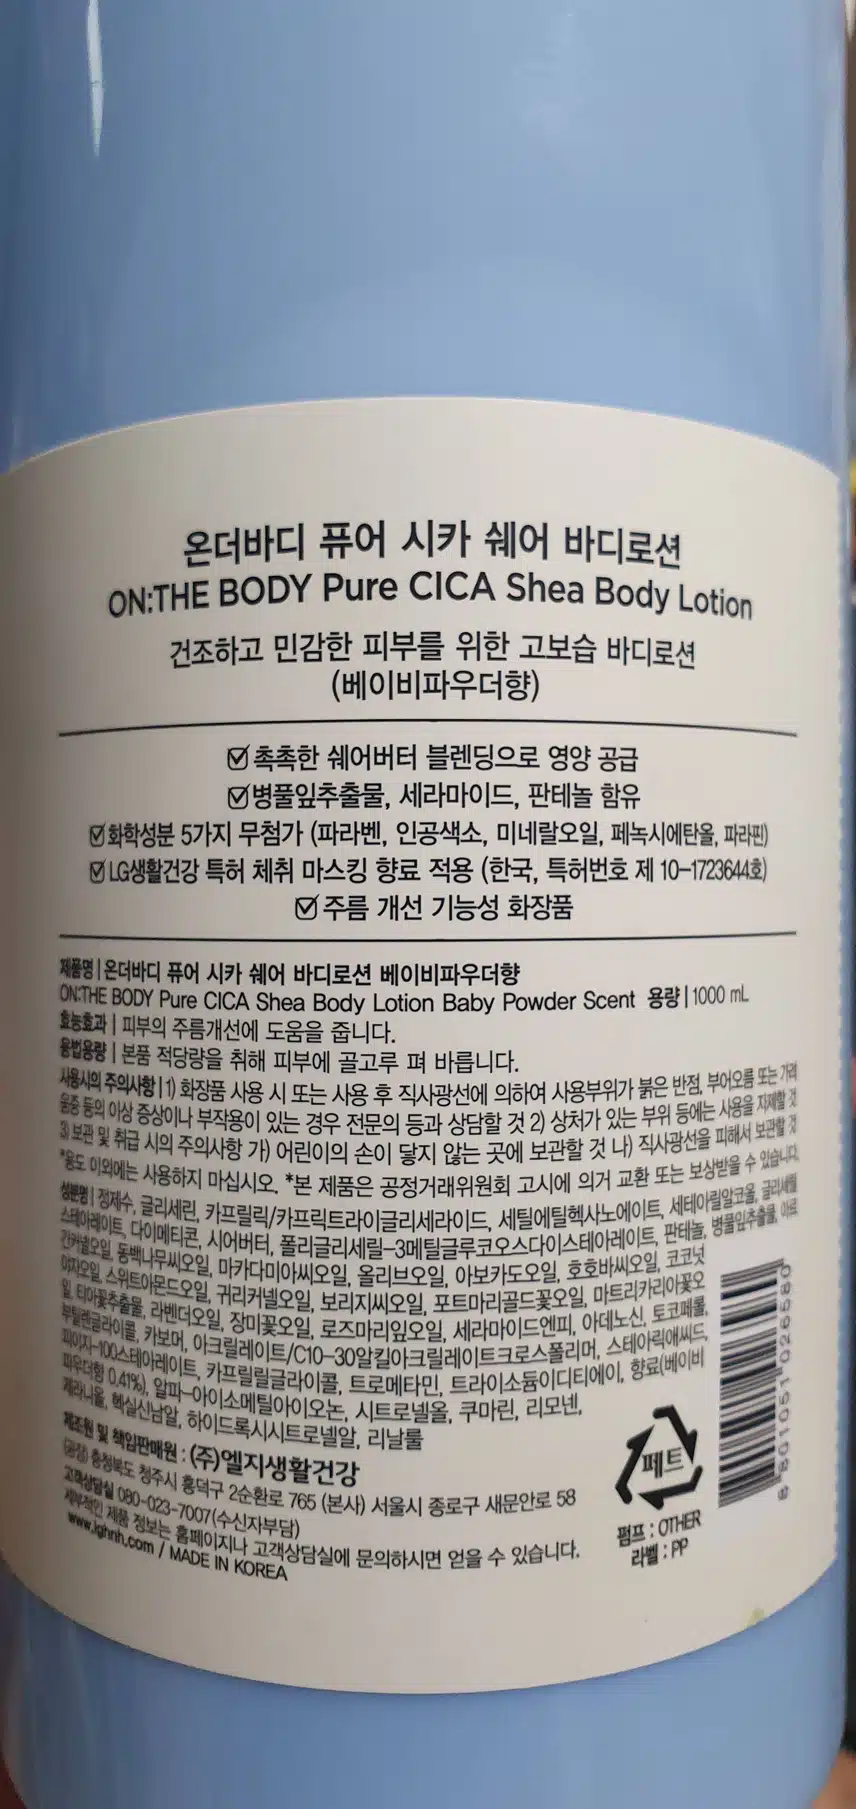 온더바디 퓨어 시카 쉐어 바디로션
ON:THE BODY Pure CICA Shea Body Lotion
건조하고 민감한 피부를 위한 고보습 바디로션
(베이비파우더향)
촉촉한 쉐어버터 블렌딩으로 영양 공급
병풀잎추출물, 세라마이드, 판테놀 함유
화학성분 5가지 무첨가 (파라벤, 인공색소, 미네랄오일, 페녹시에탄올, 파라핀)
LG생활건강 특허 체취 마스킹 향료 적용 (한국, 특허번호 제 10-1723644호)
주름 개선 기능성 화장품
제품명 | 온더바디 퓨어 시카 쉐어 바디로션 베이비파우더향
ON:THE BODY Pure CICA Shea Body Lotion Baby Powder Scent 용량 | 1000 mL
효능효과 | 피부의 주름개선에 도움을 줍니다.
용법용량 | 본품 적당량을 취해 피부에 골고루 펴 바릅니다.
사용시의 주의사항 | 1) 화장품 사용 시 또는 사용 후 직사광선에 의하여 사용부위가 붉은 반점, 부어오름 또는 가려
움증 등의 이상 증상이나 부작용이 있는 경우 전문의 등과 상담할 것 2) 상처가 있는 부위 등에는 사용을 자제할 것
3) 보관 및 취급 시의 주의사항 가) 어린이의 손이 닿지 않는 곳에 보관할 것 나) 직사광선을 피해서 보관할 것
*용도 이외에는 사용하지 마십시오. *본 제품은 공정거래위원회 고시에 의거 교환 또는 보상받을 수 있습니다.
성분명 | 정제수, 글리세린, 카프릴릭/카프릭트라이글리세라이드, 세틸에틸헥사노에이트, 세테아릴알코올, 글리세릴
스테아레이트, 다이메티콘, 시어버터, 폴리글리세릴-3메틸글루코오스다이스테아레이트, 판테놀, 병풀잎추출물, 아르
간커넬오일, 동백나무씨오일, 마카다미아씨오일, 올리브오일, 아보카도오일, 호호바씨오일, 코코넛
야자오일, 스위트아몬드오일, 귀리커넬오일, 보리지씨오일, 포트마리골드꽃오일, 마트리카리아꽃오
일, 티아꽃추출물, 라벤더오일, 장미꽃오일, 로즈마리잎오일, 세라마이드엔피, 아데노신, 토코페롤,
부틸렌글라이콜, 카보머, 아크릴레이트/C10-30알킬아크릴레이트크로스폴리머, 스테아릭애씨드,
피이지-100스테아레이트, 카프릴릴글라이콜, 트로메타민, 트라이소듐이디티에이, 향료(베이비
파우더향 0.41%), 알파-아이소메틸아이오논, 시트로넬올, 쿠마린, 리모넨,
제라니올, 헥실신남알, 하이드록시시트로넬알, 리날룰
제조원 및 책임판매원 : (주)엘지생활건강
(공장) 충청북도 청주시 흥덕구 2순환로 765 (본사) 서울시 종로구 새문안로 58
고객상담실 080-023-7007(수신자부담)
세부적인 제품 정보는 홈페이지나 고객상담실에 문의하시면 얻을 수 있습니다.
www.lghnh.com / MADE IN KOREA
페트
펌프 : OTHER
라벨 : PP
8 801051 026580